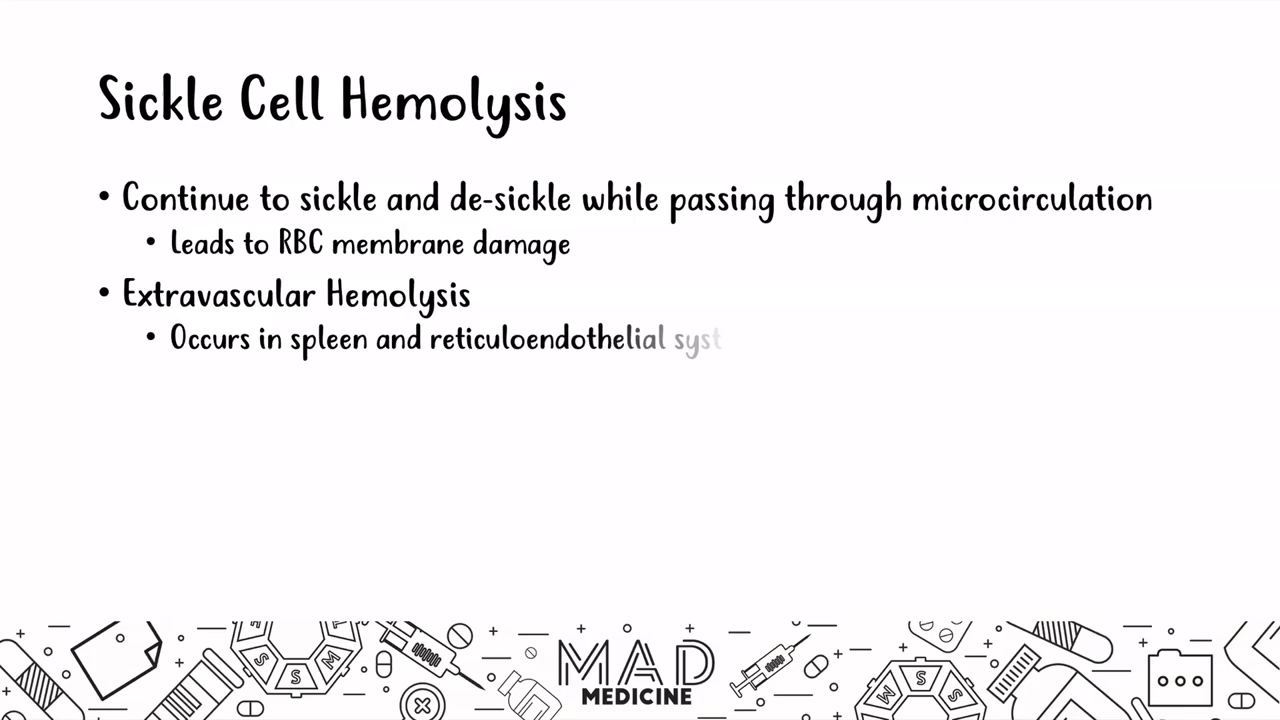 Sickle Cell Hemolysis
• Continue to sickle and de-sickle while passing through microcirculation
• Leads to RBC membrane damage
• Extravascular Hemolysis
• Occurs in spleen and reticuloendothelial syst
S S M
MAD
MEDICINE
M S S